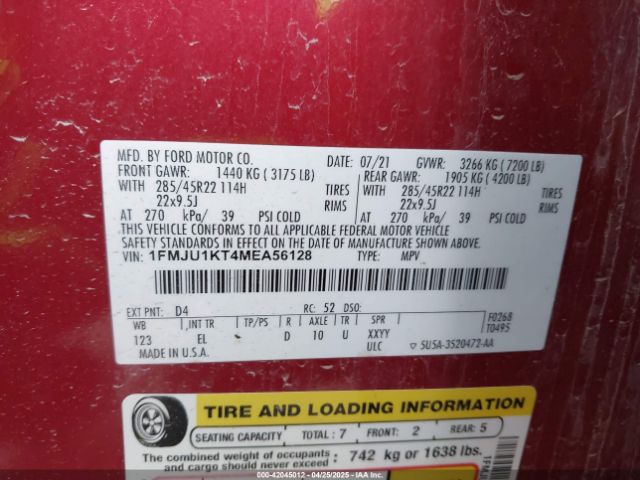 MFD. BY FORD MOTOR CO. DATE: 07/21 GVWR: 3266 KG (7200 LB)
FRONT GAWR: 1440 KG (3175 LB) REAR GAWR: 1905 KG (4200 LB)
WITH 285/45R22 114H TIRES WITH 285/45R22 114H TIRES
22x9.5J RIMS 22x9.5J RIMS
AT 270 kPa/ 39 PSI COLD AT 270 kPa/ 39 PSI COLD
THIS VEHICLE CONFORMS TO ALL APPLICABLE FEDERAL MOTOR VEHICLE
SAFETY STANDARDS IN EFFECT ON THE DATE OF MANUFACTURE SHOWN ABOVE.
VIN: 1FMJU1KT4MEA56128 TYPE: MPV
EXT PNT: D4 RC: 52 DSO: F0268
WB INT TR TP/PS R AXLE TR SPR T0495
123 EL D 10 U XXYY
MADE IN U.S.A. ULC ▽ 5U5A-3520472-AA
TIRE AND LOADING INFORMATION
SEATING CAPACITY TOTAL: 7 FRONT: 2 REAR: 5
The combined weight of occupants and cargo should never exceed: 742 kg or 1638 lbs.
000-42045012 - 04/25/2025 - IAAI.COM